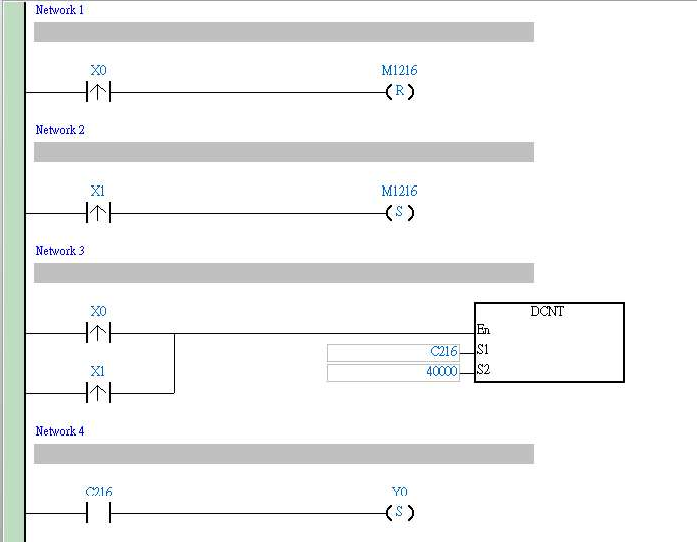 Network 1
X0 M1216
( R )
Network 2
X1 M1216
( S )
Network 3
X0 DCNT
En
C216 S1
X1 40000 S2
Network 4
C216 Y0
( S )